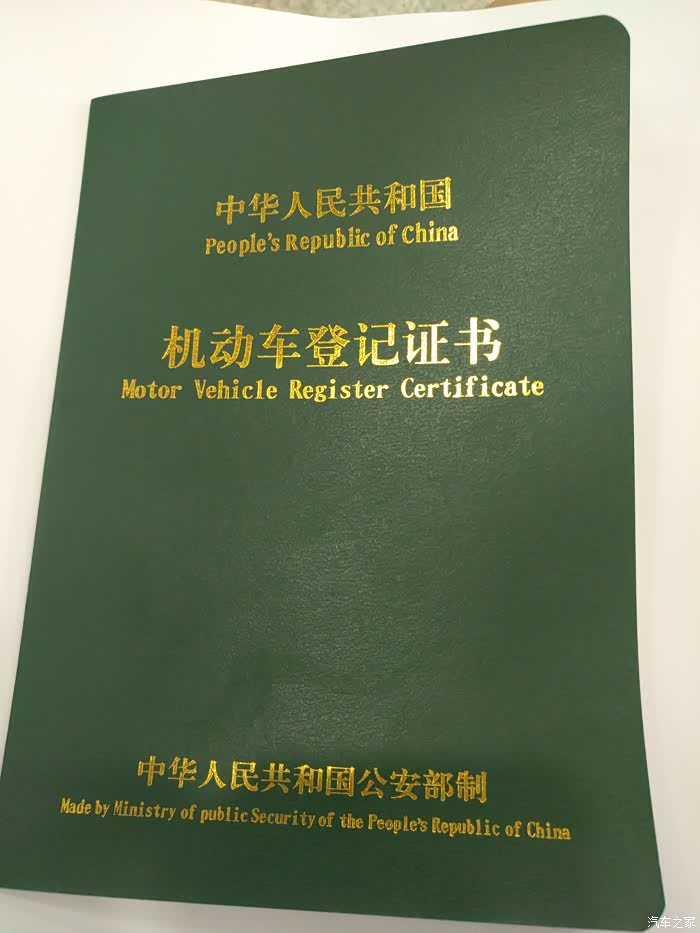 中华人民共和国
People's Republic of China
机动车登记证书
Motor Vehicle Register Certificate
中华人民共和国公安部制
Made by Ministry of public Security of the People's Republic of China
汽车之家